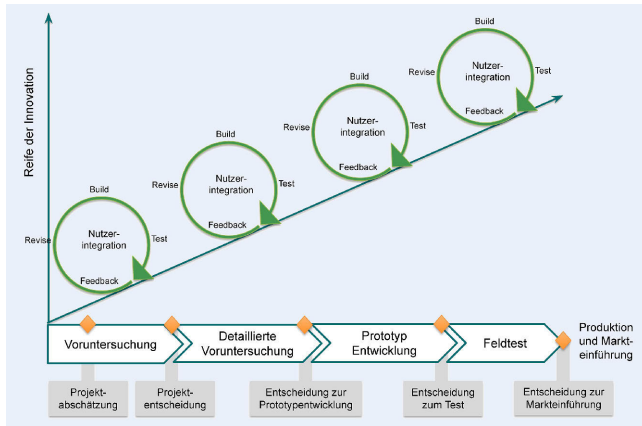 Reife der Innovation
Build
Revise
Nutzer-
integration
Test
Feedback
Build
Revise
Nutzer-
integration
Test
Feedback
Build
Revise
Nutzer-
integration
Test
Feedback
Build
Revise
Nutzer-
integration
Test
Feedback
Voruntersuchung
Detaillierte
Voruntersuchung
Prototyp
Entwicklung
Feldtest
Produktion
und Markt-
einführung
Projekt-
abschätzung
Projekt-
entscheidung
Entscheidung zur
Prototypentwicklung
Entscheidung
zum Test
Entscheidung zur
Markteinführung